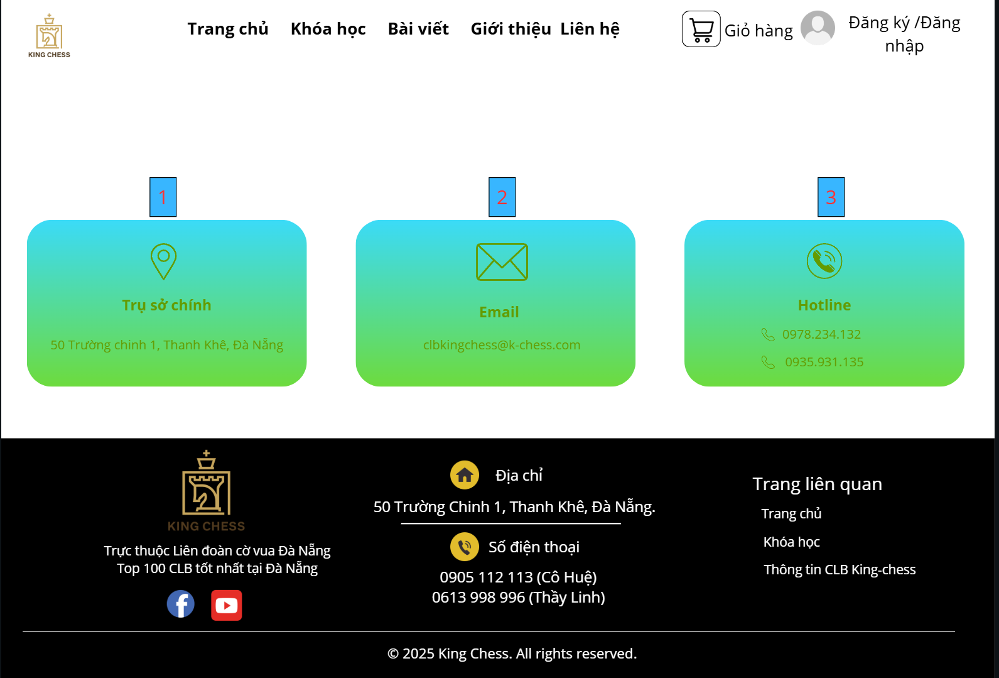 KING CHESS
Trang chủ Khóa học Bài viết Giới thiệu Liên hệ
Giỏ hàng
Đăng ký /Đăng
nhập
1
2
3
Trụ sở chính
50 Trường chinh 1, Thanh Khê, Đà Nẵng
Email
clbkingchess@k-chess.com
Hotline
0978.234.132
0935.931.135
KING CHESS
Trực thuộc Liên đoàn cờ vua Đà Nẵng
Top 100 CLB tốt nhất tại Đà Nẵng
Địa chỉ
50 Trường Chinh 1, Thanh Khê, Đà Nẵng.
Số điện thoại
0905 112 113 (Cô Huệ)
0613 998 996 (Thầy Linh)
Trang liên quan
Trang chủ
Khóa học
Thông tin CLB King-chess
© 2025 King Chess. All rights reserved.